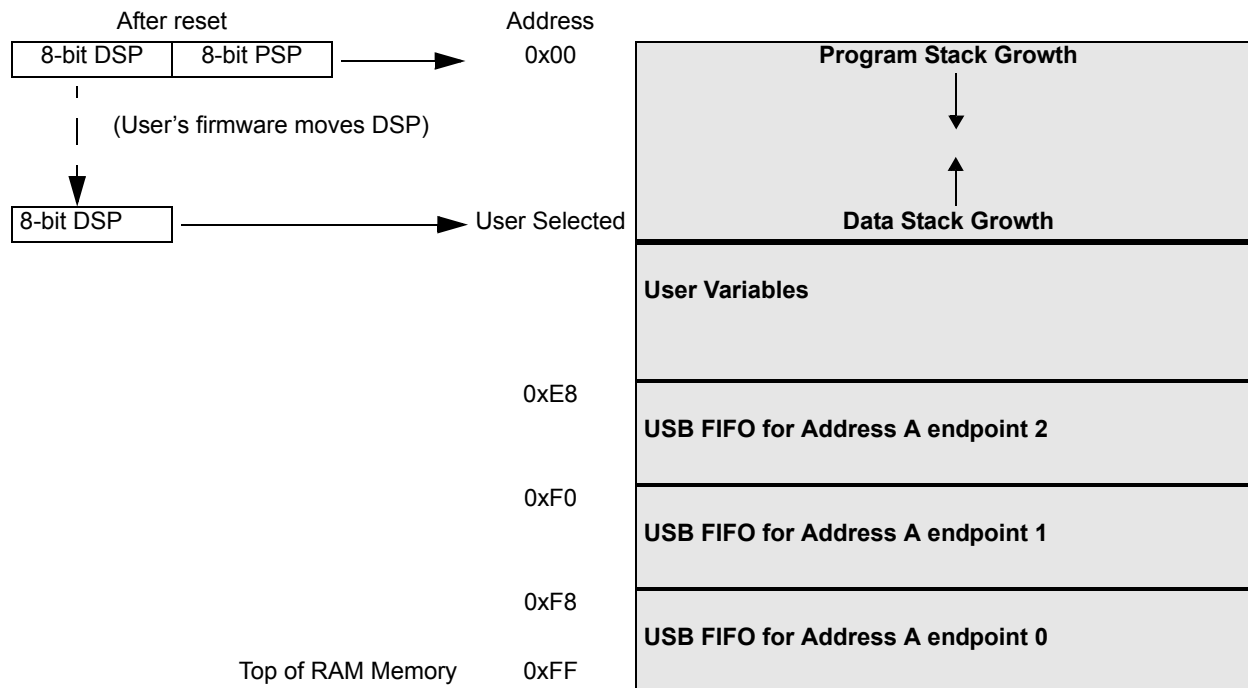 After reset
Address
8-bit DSP 8-bit PSP
0x00
Program Stack Growth
(User’s firmware moves DSP)
8-bit DSP
User Selected
Data Stack Growth
User Variables
0xE8
USB FIFO for Address A endpoint 2
0xF0
USB FIFO for Address A endpoint 1
0xF8
USB FIFO for Address A endpoint 0
Top of RAM Memory
0xFF